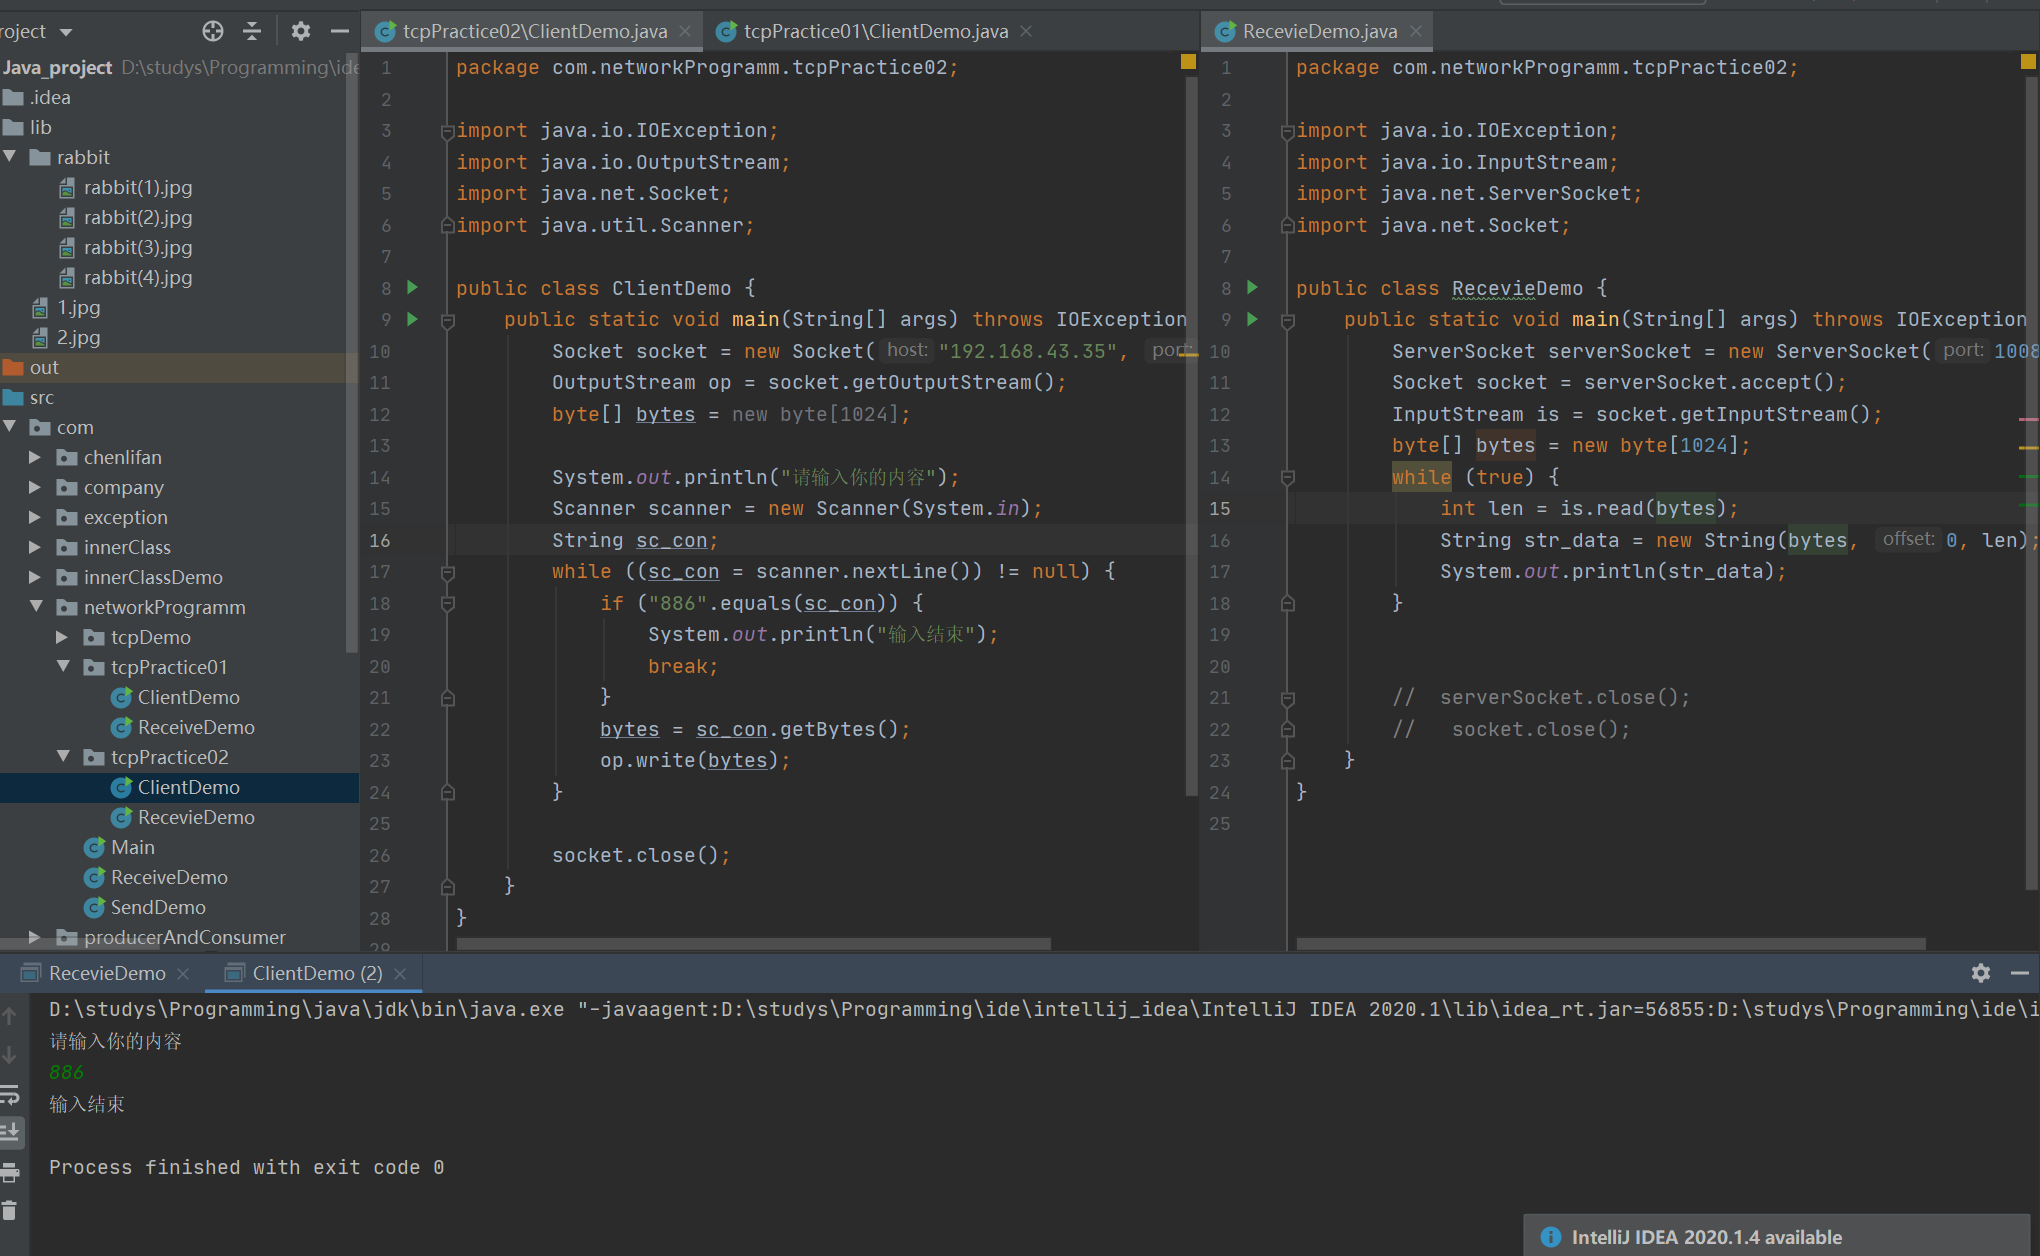 roject
Java_project D:\studys\Programming\ide
.idea
lib
rabbit
rabbit(1).jpg
rabbit(2).jpg
rabbit(3).jpg
rabbit(4).jpg
1.jpg
2.jpg
out
src
com
chenlifan
company
exception
innerClass
innerClassDemo
networkProgramm
tcpDemo
tcpPractice01
ClientDemo
ReceiveDemo
tcpPractice02
ClientDemo
RecevieDemo
Main
ReceiveDemo
SendDemo
producerAndConsumer
tcpPractice02\ClientDemo.java
tcpPractice01\ClientDemo.java
1 package com.networkProgramm.tcpPractice02;
2
3 import java.io.IOException;
4 import java.io.OutputStream;
5 import java.net.Socket;
6 import java.util.Scanner;
7
8 public class ClientDemo {
9 public static void main(String[] args) throws IOException
10 Socket socket = new Socket( host: "192.168.43.35", port:
11 OutputStream op = socket.getOutputStream();
12 byte[] bytes = new byte[1024];
13
14 System.out.println("请输入你的内容");
15 Scanner scanner = new Scanner(System.in);
16 String sc_con;
17 while ((sc_con = scanner.nextLine()) != null) {
18 if ("886".equals(sc_con)) {
19 System.out.println("输入结束");
20 break;
21 }
22 bytes = sc_con.getBytes();
23 op.write(bytes);
24 }
25
26 socket.close();
27 }
28 }
29
RecevieDemo.java
1 package com.networkProgramm.tcpPractice02;
2
3 import java.io.IOException;
4 import java.io.InputStream;
5 import java.net.ServerSocket;
6 import java.net.Socket;
7
8 public class RecevieDemo {
9 public static void main(String[] args) throws IOException
10 ServerSocket serverSocket = new ServerSocket( port: 1008
11 Socket socket = serverSocket.accept();
12 InputStream is = socket.getInputStream();
13 byte[] bytes = new byte[1024];
14 while (true) {
15 int len = is.read(bytes);
16 String str_data = new String(bytes, offset: 0, len);
17 System.out.println(str_data);
18 }
19
20
21 // serverSocket.close();
22 // socket.close();
23 }
24 }
25
RecevieDemo
ClientDemo (2)
D:\studys\Programming\java\jdk\bin\java.exe "-javaagent:D:\studys\Programming\ide\intellij_idea\IntelliJ IDEA 2020.1\lib\idea_rt.jar=56855:D:\studys\Programming\ide\i
请输入你的内容
886
输入结束
Process finished with exit code 0
IntelliJ IDEA 2020.1.4 available